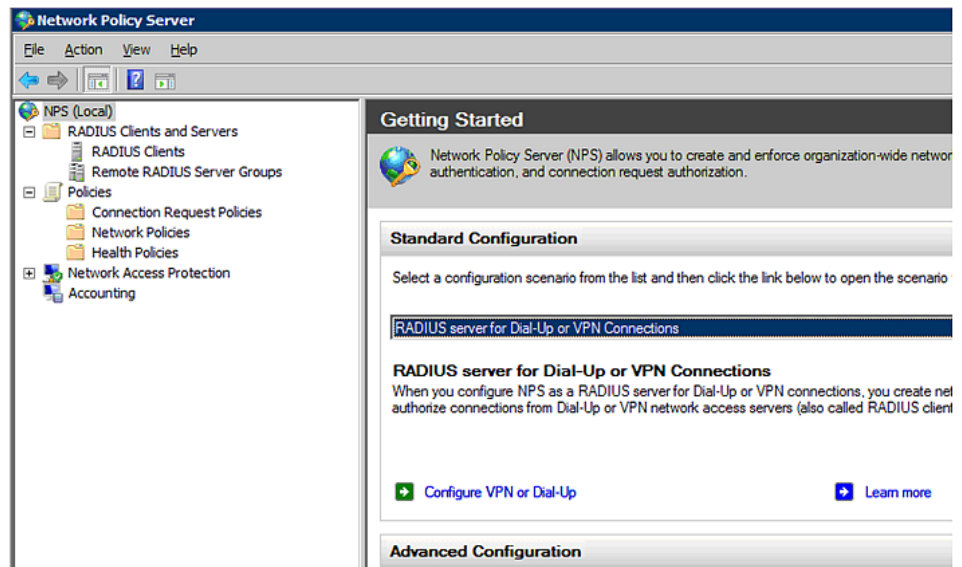 Network Policy Server
File Action View Help
NPS (Local)
RADIUS Clients and Servers
RADIUS Clients
Remote RADIUS Server Groups
Policies
Connection Request Policies
Network Policies
Health Policies
Network Access Protection
Accounting
Getting Started
Network Policy Server (NPS) allows you to create and enforce organization-wide networ
authentication, and connection request authorization.
Standard Configuration
Select a configuration scenario from the list and then click the link below to open the scenario
RADIUS server for Dial-Up or VPN Connections
RADIUS server for Dial-Up or VPN Connections
When you configure NPS as a RADIUS server for Dial-Up or VPN connections, you create net
authorize connections from Dial-Up or VPN network access servers (also called RADIUS client
Configure VPN or Dial-Up Learn more
Advanced Configuration